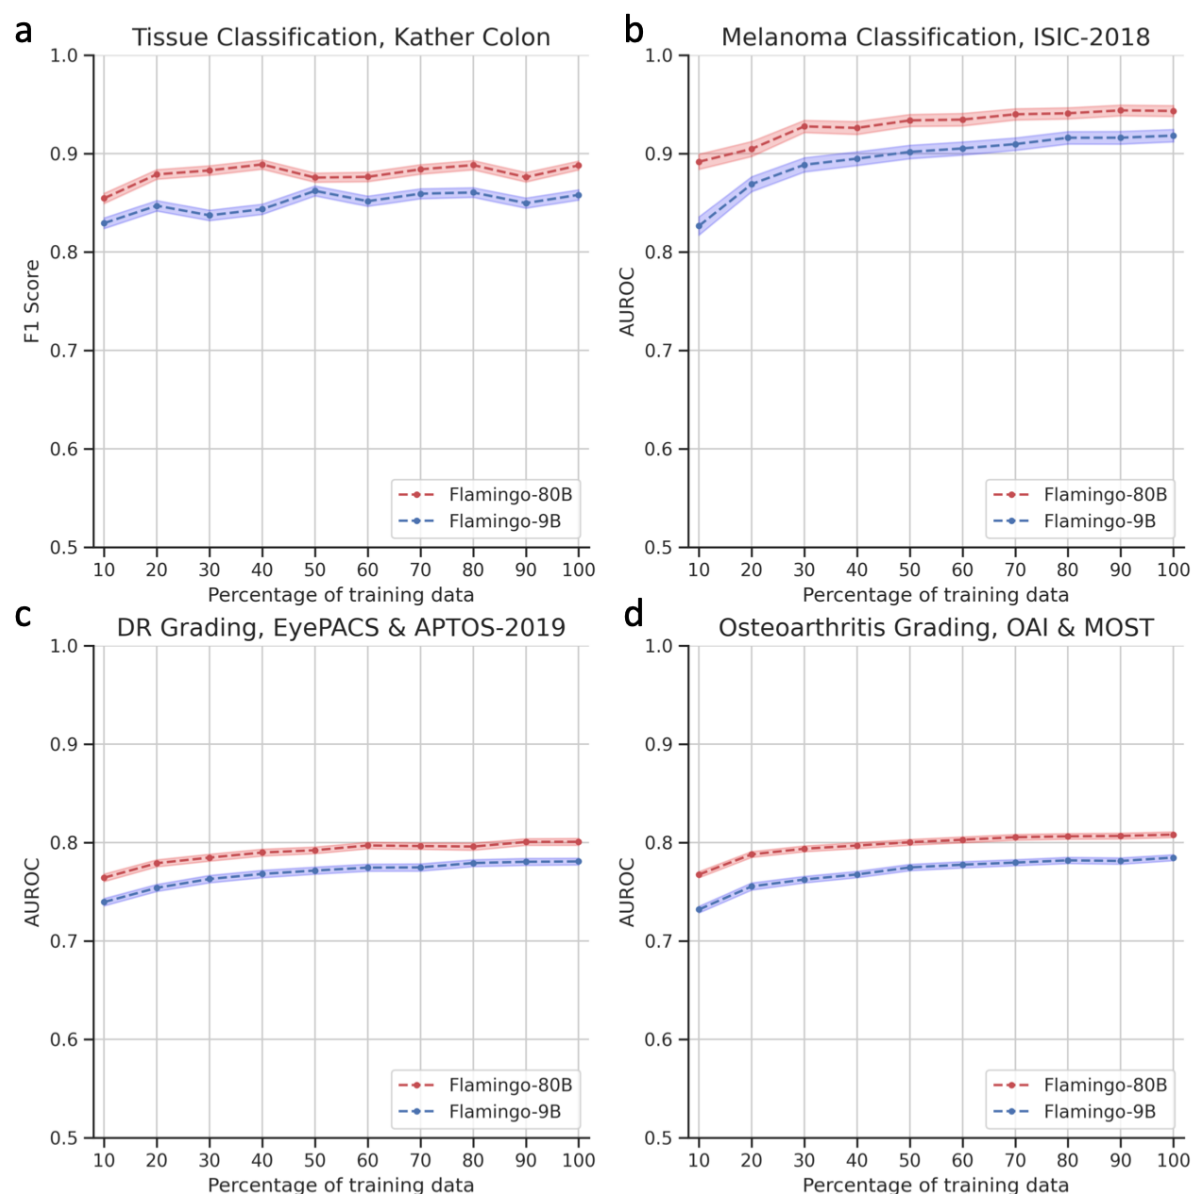 a
Tissue Classification, Kather Colon
1.0
0.9
0.8
0.7
0.6
0.5
F1 Score
Flamingo-80B
Flamingo-9B
10 20 30 40 50 60 70 80 90 100
Percentage of training data
b
Melanoma Classification, ISIC-2018
1.0
0.9
0.8
0.7
0.6
0.5
AUROC
Flamingo-80B
Flamingo-9B
10 20 30 40 50 60 70 80 90 100
Percentage of training data
c
DR Grading, EyePACS & APTOS-2019
1.0
0.9
0.8
0.7
0.6
0.5
AUROC
Flamingo-80B
Flamingo-9B
10 20 30 40 50 60 70 80 90 100
Percentage of training data
d
Osteoarthritis Grading, OAI & MOST
1.0
0.9
0.8
0.7
0.6
0.5
AUROC
Flamingo-80B
Flamingo-9B
10 20 30 40 50 60 70 80 90 100
Percentage of training data